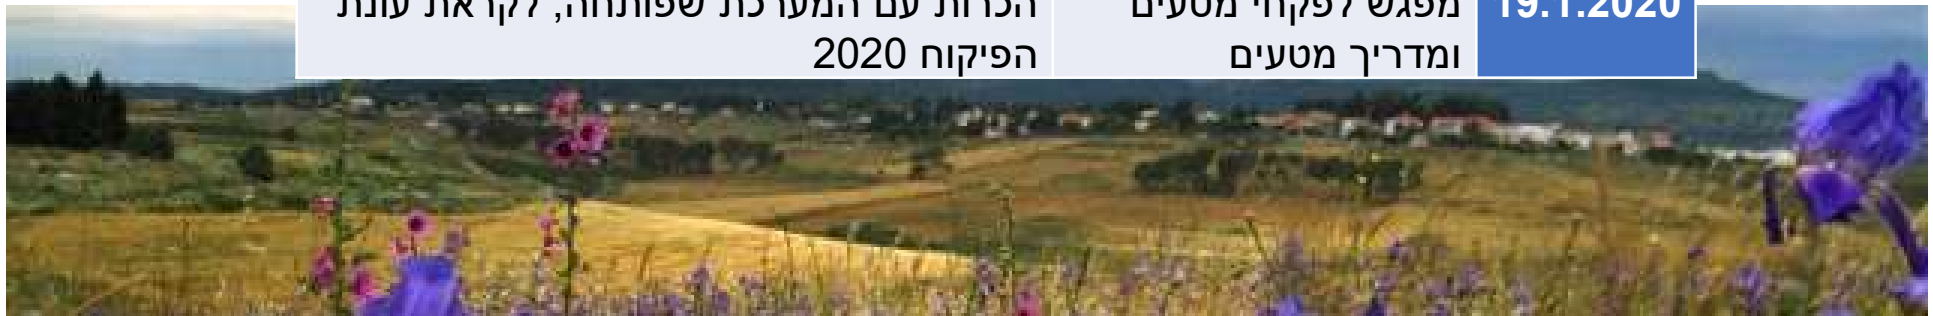 19.1.2020
מפגש לפקחי מטעים
ומדריך מטעים
הכרות עם המערכת שפותחה, לקראת עונת
הפיקוח 2020